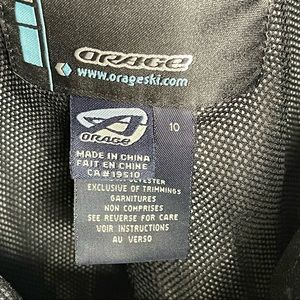 ORAGE
www.orageski.com
ORAGE
10
MADE IN CHINA
FAIT EN CHINE
CA#19510
EXCLUSIVE OF TRIMMINGS
GARNITURES
NON COMPRISES
SEE REVERSE FOR CARE
VOIR INSTRUCTIONS
AU VERSO